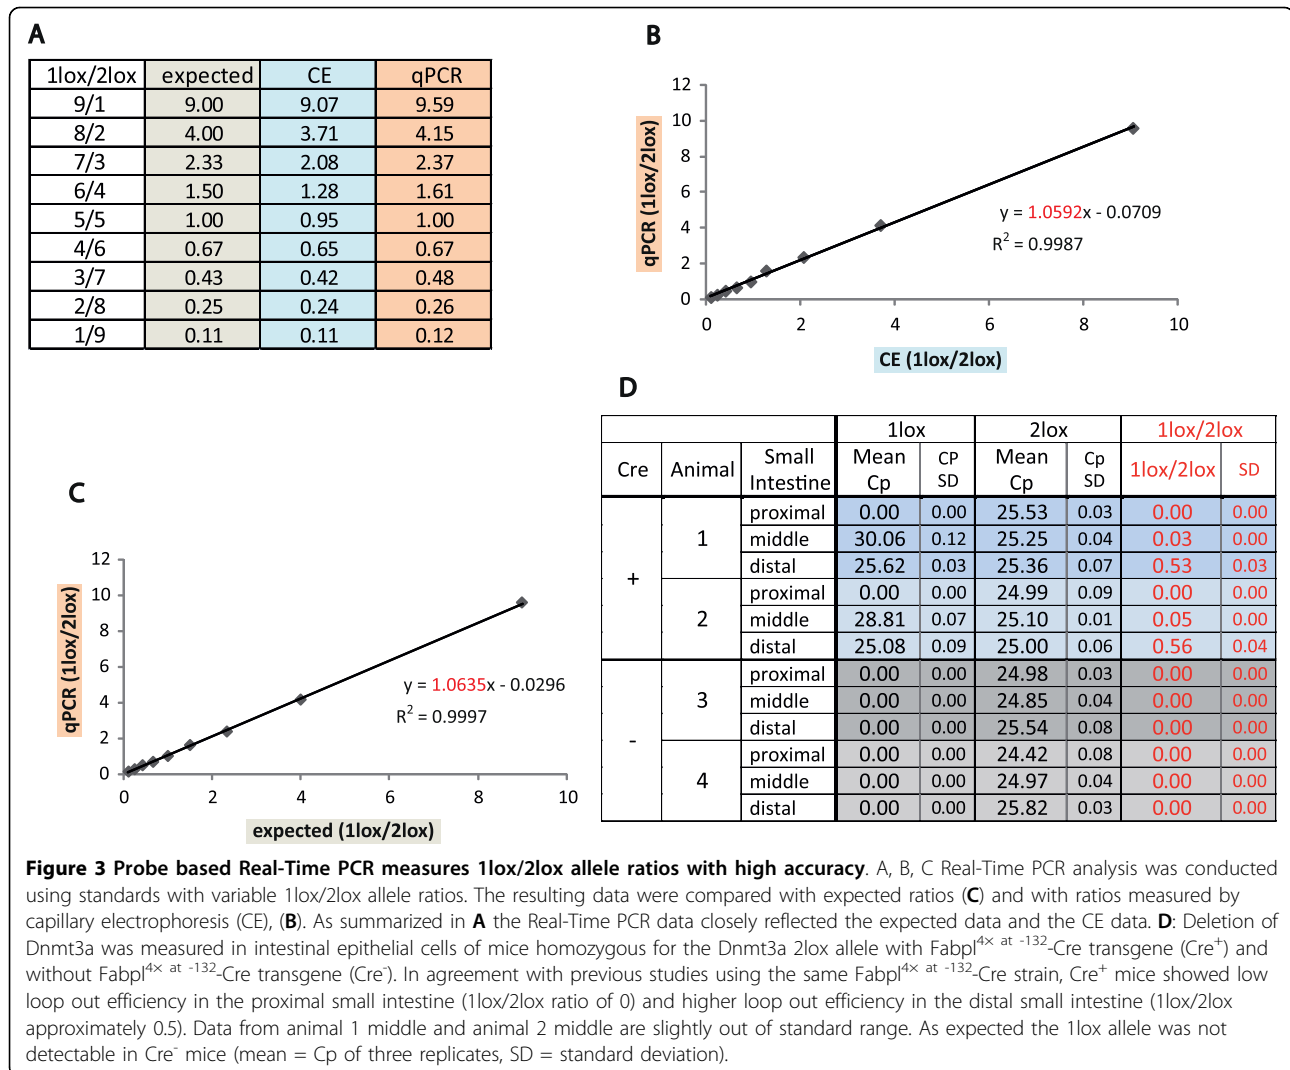 A
1lox/2lox expected CE qPCR
9/1 9.00 9.07 9.59
8/2 4.00 3.71 4.15
7/3 2.33 2.08 2.37
6/4 1.50 1.28 1.61
5/5 1.00 0.95 1.00
4/6 0.67 0.65 0.67
3/7 0.43 0.42 0.48
2/8 0.25 0.24 0.26
1/9 0.11 0.11 0.12
B
qPCR (1lox/2lox)
12
10
8
6
4
2
0
y = 1.0592x - 0.0709
R² = 0.9987
0 2 4 6 8 10
CE (1lox/2lox)
C
qPCR (1lox/2lox)
12
10
8
6
4
2
0
y = 1.0635x - 0.0296
R² = 0.9997
0 2 4 6 8 10
expected (1lox/2lox)
D
1lox 2lox 1lox/2lox
Cre Animal Small Intestine Mean Cp CP SD Mean Cp Cp SD 1lox/2lox SD
+ 1 proximal 0.00 0.00 25.53 0.03 0.00 0.00
middle 30.06 0.12 25.25 0.04 0.03 0.00
distal 25.62 0.03 25.36 0.07 0.53 0.03
2 proximal 0.00 0.00 24.99 0.09 0.00 0.00
middle 28.81 0.07 25.10 0.01 0.05 0.00
distal 25.08 0.09 25.00 0.06 0.56 0.04
- 3 proximal 0.00 0.00 24.98 0.03 0.00 0.00
middle 0.00 0.00 24.85 0.04 0.00 0.00
distal 0.00 0.00 25.54 0.08 0.00 0.00
4 proximal 0.00 0.00 24.42 0.08 0.00 0.00
middle 0.00 0.00 24.97 0.04 0.00 0.00
distal 0.00 0.00 25.82 0.03 0.00 0.00
Figure 3 Probe based Real-Time PCR measures 1lox/2lox allele ratios with high accuracy. A, B, C Real-Time PCR analysis was conducted
using standards with variable 1lox/2lox allele ratios. The resulting data were compared with expected ratios (C) and with ratios measured by
capillary electrophoresis (CE), (B). As summarized in A the Real-Time PCR data closely reflected the expected data and the CE data. D: Deletion of
Dnmt3a was measured in intestinal epithelial cells of mice homozygous for the Dnmt3a 2lox allele with Fabpl^4× at -132-Cre transgene (Cre⁺) and
without Fabpl^4× at -132-Cre transgene (Cre⁻). In agreement with previous studies using the same Fabpl^4× at -132-Cre strain, Cre⁺ mice showed low
loop out efficiency in the proximal small intestine (1lox/2lox ratio of 0) and higher loop out efficiency in the distal small intestine (1lox/2lox
approximately 0.5). Data from animal 1 middle and animal 2 middle are slightly out of standard range. As expected the 1lox allele was not
detectable in Cre⁻ mice (mean = Cp of three replicates, SD = standard deviation).